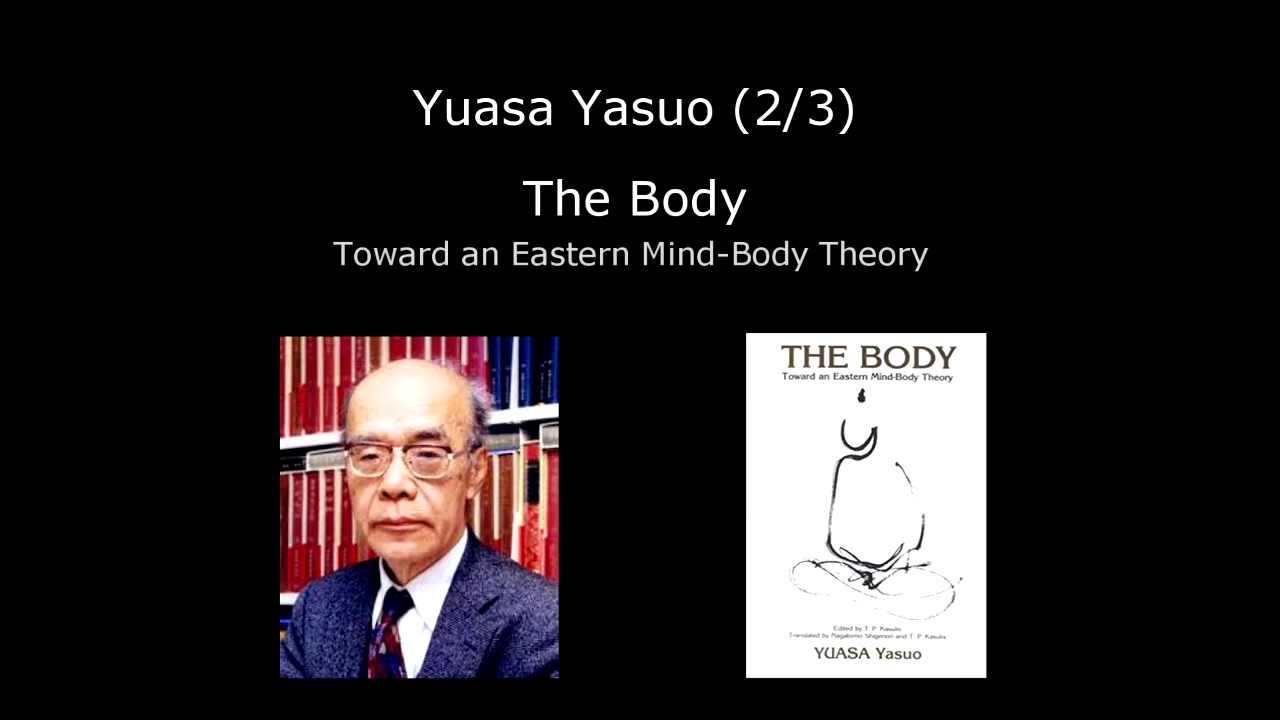 Yuasa Yasuo (2/3)
The Body
Toward an Eastern Mind-Body Theory
THE BODY
Toward an Eastern Mind-Body Theory
Edited by T. P. Kasulis
Translated by Nagatomo Shigenori and T. P. Kasulis
YUASA Yasuo